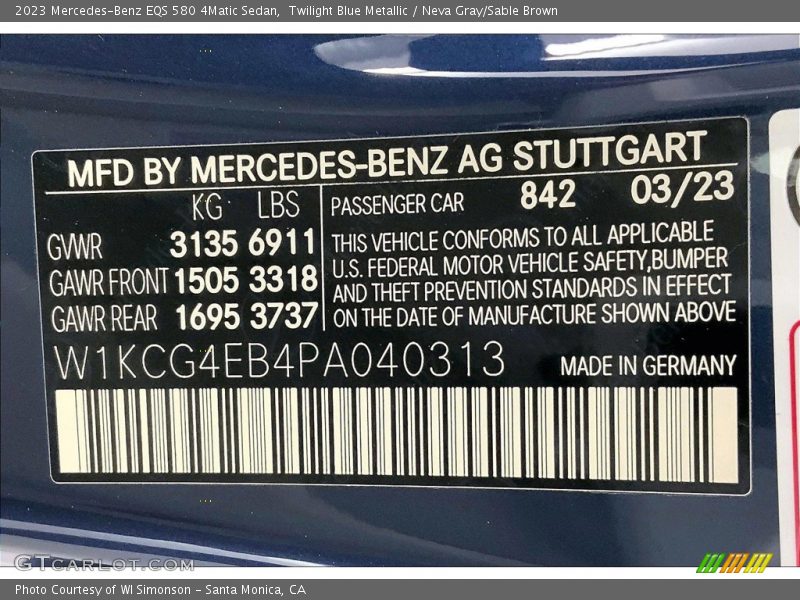 2023 Mercedes-Benz EQS 580 4Matic Sedan, Twilight Blue Metallic / Neva Gray/Sable Brown
MFD BY MERCEDES-BENZ AG STUTTGART
KG LBS
GVWR 3135 6911
GAWR FRONT 1505 3318
GAWR REAR 1695 3737
PASSENGER CAR 842 03/23
THIS VEHICLE CONFORMS TO ALL APPLICABLE
U.S. FEDERAL MOTOR VEHICLE SAFETY,BUMPER
AND THEFT PREVENTION STANDARDS IN EFFECT
ON THE DATE OF MANUFACTURE SHOWN ABOVE
W1KCG4EB4PA040313 MADE IN GERMANY
GTcarlot.com
Photo Courtesy of WI Simonson - Santa Monica, CA